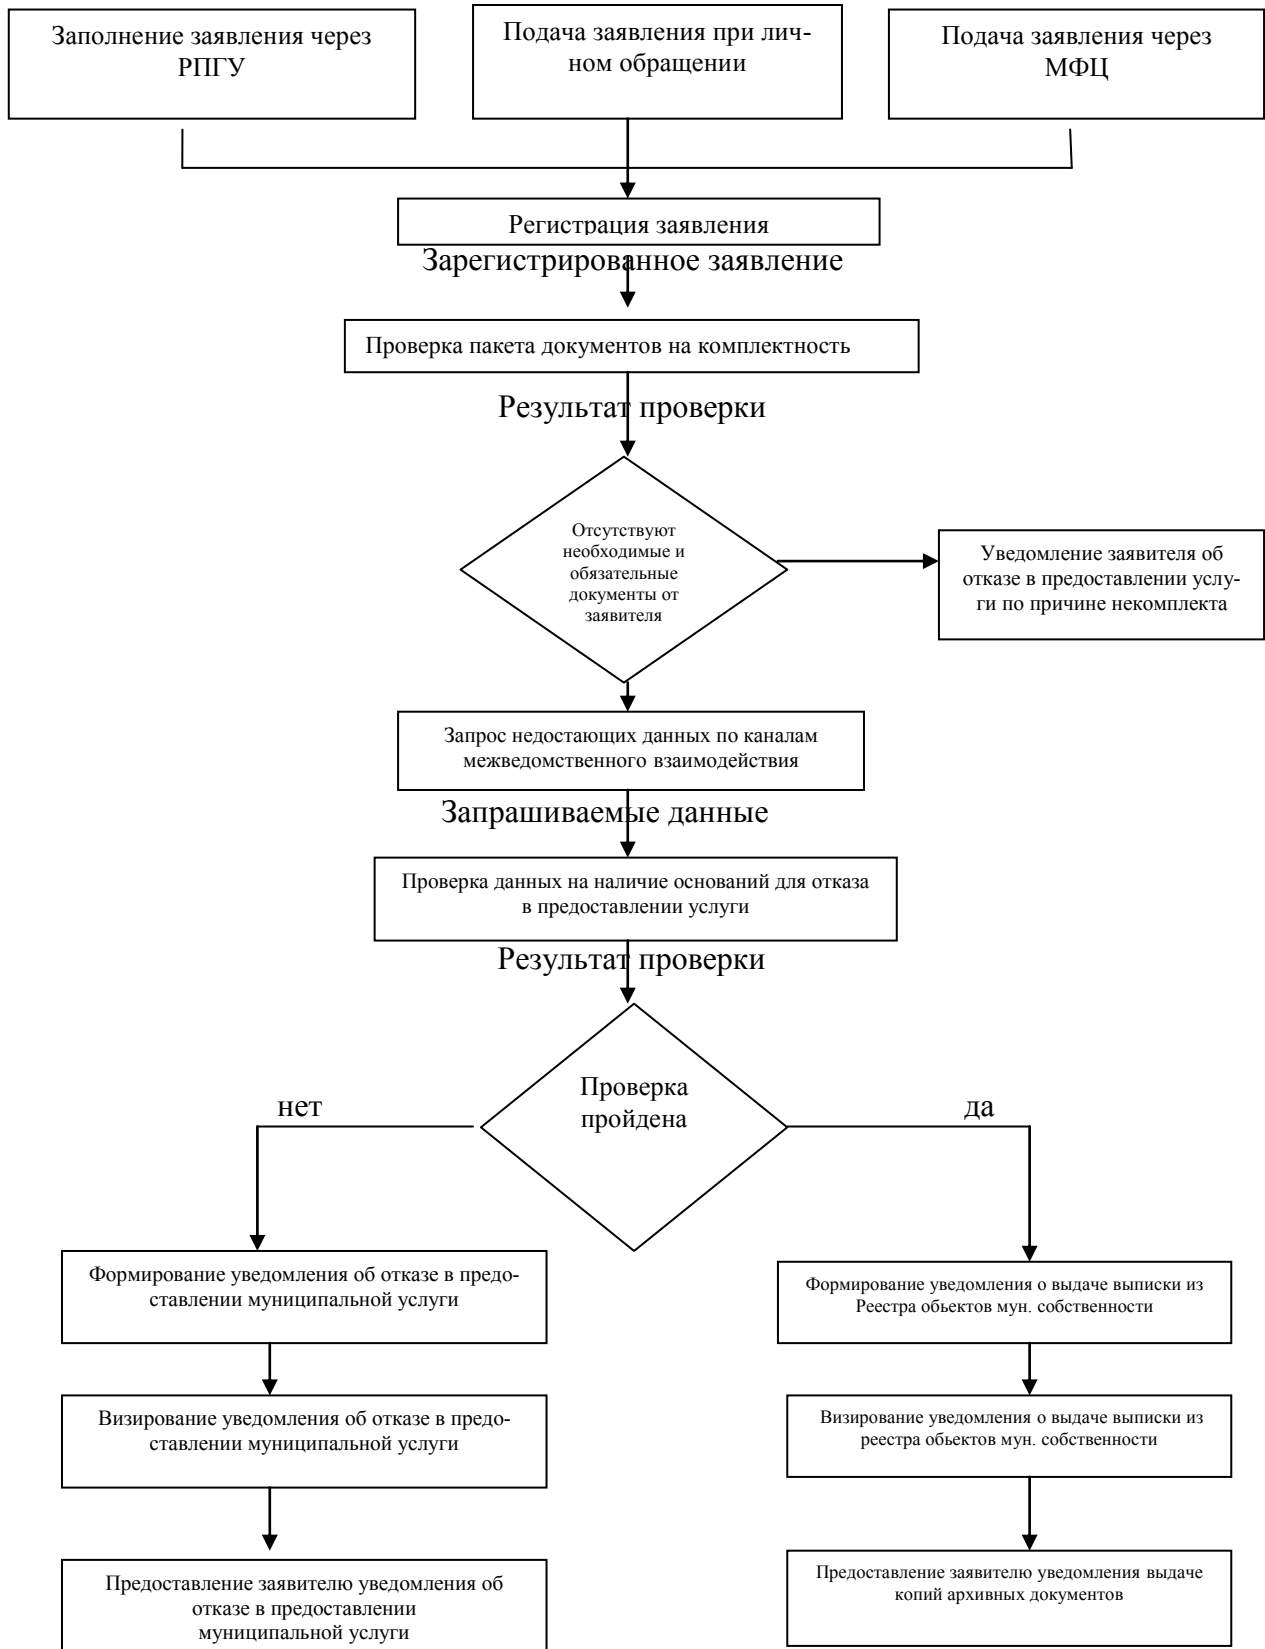 Заполнение заявления через
РПГУ
Подача заявления при лич-
ном обращении
Подача заявления через
МФЦ
Регистрация заявления
Зарегистрированное заявление
Проверка пакета документов на комплектность
Результат проверки
Отсутствуют
необходимые и
обязательные
документы от
заявителя
Уведомление заявителя об
отказе в предоставлении услу-
ги по причине некомплекта
Запрос недостающих данных по каналам
межведомственного взаимодействия
Запрашиваемые данные
Проверка данных на наличие оснований для отказа
в предоставлении услуги
Результат проверки
Проверка
пройдена
нет
да
Формирование уведомления об отказе в предо-
ставлении муниципальной услуги
Формирование уведомления о выдаче выписки из
Реестра обьектов мун. собственности
Визирование уведомления об отказе в предо-
ставлении муниципальной услуги
Визирование уведомления о выдаче выписки из
реестра обьектов мун. собственности
Предоставление заявителю уведомления об
отказе в предоставлении
муниципальной услуги
Предоставление заявителю уведомления выдаче
копий архивных документов